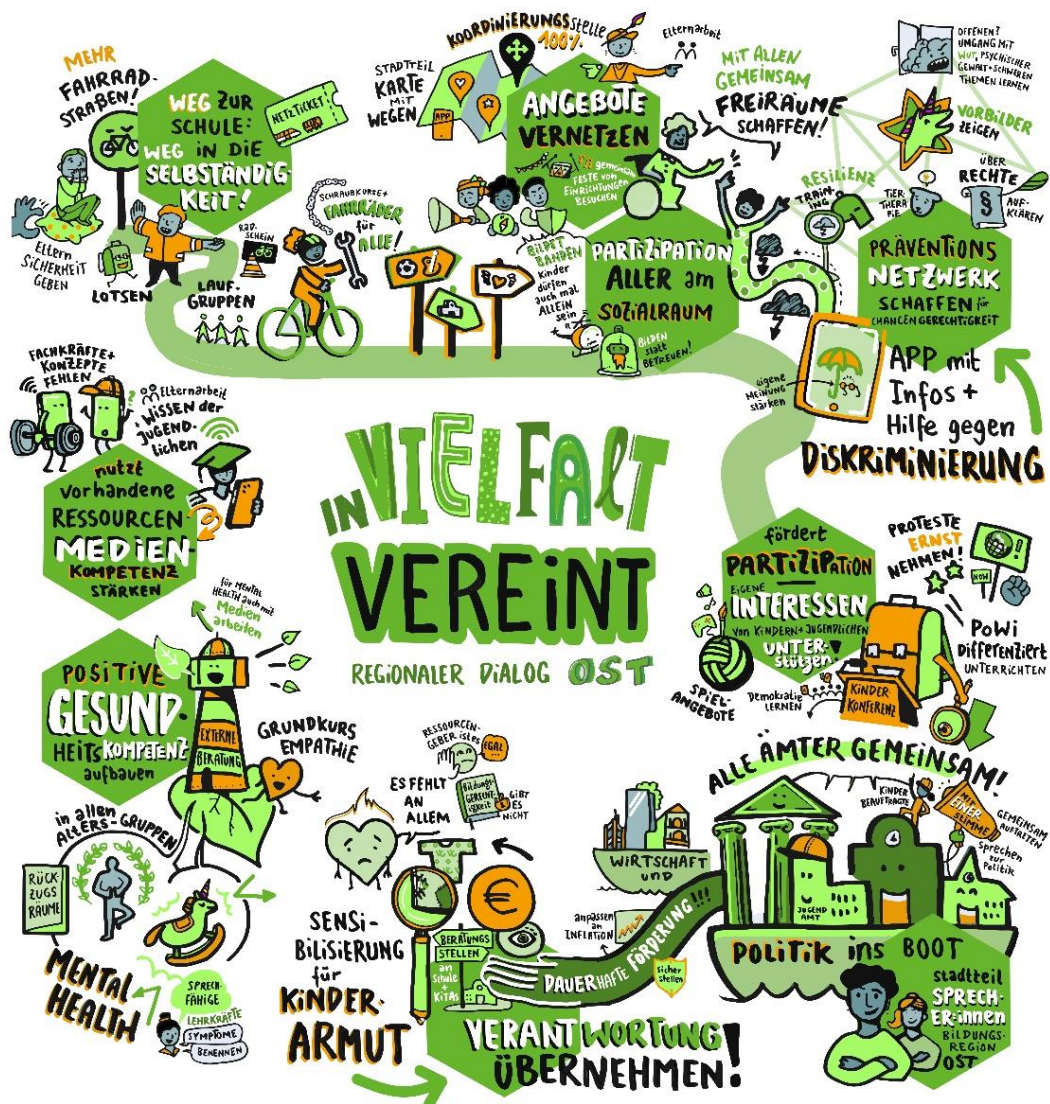 MEHR
FAHRRAD-
STRAßEN!
WEG ZUR
SCHULE:
WEG IN DIE
SELBSTÄNDIG-
KEIT!
NETZTICKET
Eltern
SICHERHEIT
GEBEN
LOTSEN
LAUF-
GRUPPEN
RAD-
SCHEIN
SCHRAUBKURSE+
FAHRRÄDER
für
ALLE!
KOORDINIERUNGSstelle
100%
STADTTEIL
KARTE
MIT
WEGEN
APP
Elternarbeit
ANGEBOTE
VERNETZEN
gemeinsam
FESTE von
EINRICHTUNGEN
BESUCHEN
MIT ALLEN
GEMEINSAM
FREIRÄUME
SCHAFFEN!
BILDET
BANDEN
Kinder
dürfen
auch mal
ALLEIN
sein
PARTIZIPATION
ALLER am
SOZIALRAUM
BILDEN
statt
BETREUEN!
OFFENEN?
UMGANG MIT
WUT, PSYCHISCHER
GEWALT+SCHWEREN
THEMEN LERNEN
VORBILDER
ZEIGEN
RESILIENZ
TRAINING
TIER-
THERA
PIE
ÜBER
RECHTE
§
AUF-
KLÄREN
PRÄVENTIONS
NETZWERK
SCHAFFEN für
CHANCENGERECHTIGKEIT
eigene
MEINUNG
stärken
APP mit
Infos +
Hilfe gegen
DISKRIMINIERUNG
FACHKRÄFTE+
KONZEPTE
FEHLEN
?
Elternarbeit
WISSEN der
JUGEND-
lichen
nutzt
vorhandene
RESSOURCEN-
MEDIEN
KOMPETENZ
STÄRKEN
IN VIELFALT
VEREINT
REGIONALER DIALOG OST
fördert
PARTIZIPATION
EIGENE
INTERESSEN
von KINDERN+JUGENDLICHEN
UNTER-
stützen!
PROTESTE
ERNST
NEHMEN!
NOW
PoWi
DIFFERENZIERT
UNTERRICHTEN
SPIEL-
ANGEBOTE
Demokratie
LERNEN
KINDER-
KONFERENZ
für MENTAL
HEALTH auch mit
Medien
arbeiten
POSITIVE
GESUND-
HEITSKOMPETENZ
aufbauen
EXTERNE
BERATUNG
GRUNDKURS
EMPATHIE
in allen
ALTERS-GRUPPEN
RÜCK-
ZUGS
RÄUME
MENTAL
HEALTH
SPRECH-
FÄHIGE
LEHRKRÄFTE
SYMPTOME
BENENNEN
RESSOURCEN-
GEBER ist es
EGAL
ES FEHLT
AN
ALLEM
Bildungs-
GERECHT-
igkeit
GIBT
ES
NICHT
€
SENSI-
BILISIERUNG
für
KINDER-
ARMUT
BERATUNGS
STELLEN
an
Schule
+
KiTAs
WIRTSCHAFT
UND
anpassen
an
INFLATION
DAUERHAFTE FÖRDERUNG!!!
sicher
stellen
VERANTWORTUNG
ÜBERNEHMEN!
ALLE ÄMTER GEMEINSAM!
KINDER
BEAUFTRAGTE
MIT
EINER
STIMME
GEMEINSAM
AUFTRETEN
Sprechen
zur
Politik
JUGEND
AMT
POLITIK ins BOOT
stadtteil
SPRECH-
ER:innen
BILDUNGS-
REGION
OST